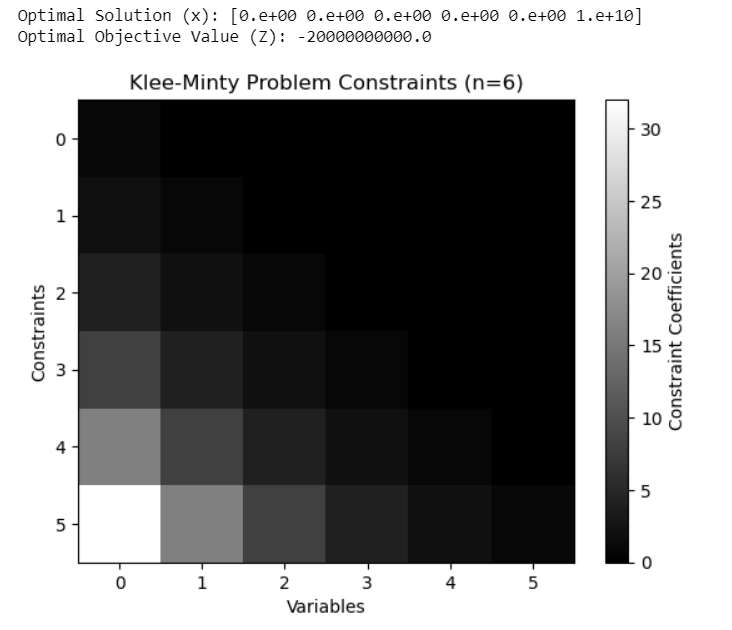 Optimal Solution (x): [0.e+00 0.e+00 0.e+00 0.e+00 0.e+00 1.e+10]
Optimal Objective Value (Z): -20000000000.0
Klee-Minty Problem Constraints (n=6)
0
1
2
3
4
5
Constraints
0 1 2 3 4 5
Variables
30
25
20
15
10
5
0
Constraint Coefficients